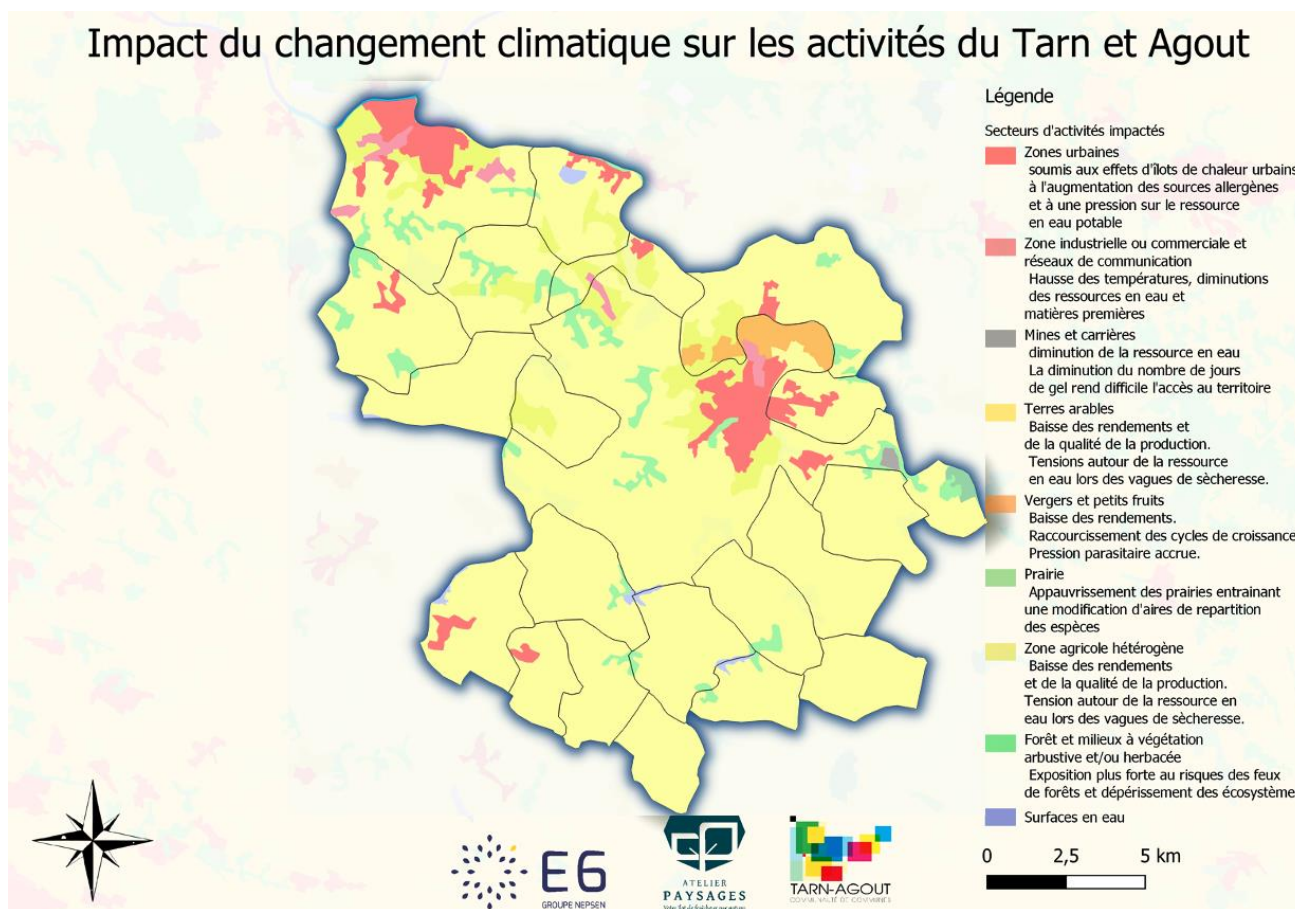 Impact du changement climatique sur les activités du Tarn et Agout
Légende
Secteurs d'activités impactés
Zones urbaines
soumis aux effets d'îlots de chaleur urbains
à l'augmentation des sources allergènes
et à une pression sur le ressource
en eau potable
Zone industrielle ou commerciale et
réseaux de communication
Hausse des températures, diminutions
des ressources en eau et
matières premières
Mines et carrières
diminution de la ressource en eau
La diminution du nombre de jours
de gel rend difficile l'accès au territoire
Terres arables
Baisse des rendements et
de la qualité de la production.
Tensions autour de la ressource
en eau lors des vagues de sècheresse.
Vergers et petits fruits
Baisse des rendements.
Raccourcissement des cycles de croissance
Pression parasitaire accrue.
Prairie
Appauvrissement des prairies entrainant
une modification d'aires de repartition
des espèces
Zone agricole hétérogène
Baisse des rendements
et de la qualité de la production.
Tension autour de la ressource en
eau lors des vagues de sècheresse.
Forêt et milieux à végétation
arbustive et/ou herbacée
Exposition plus forte au risques des feux
de forêts et dépérissement des écosystème
Surfaces en eau
0 2,5 5 km
E6
GROUPE NEPSEN
ATELIER
PAYSAGES
TARN-AGOUT
COMMUNAUTÉ DE COMMUNES